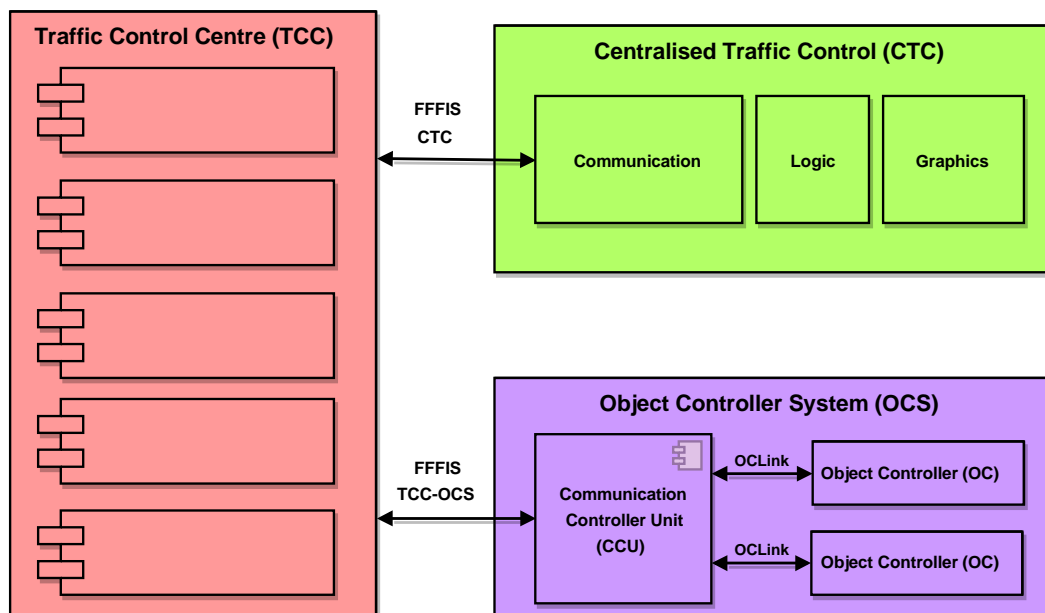 Traffic Control Centre (TCC)
FFFIS
CTC
Centralised Traffic Control (CTC)
Communication
Logic
Graphics
FFFIS
TCC-OCS
Object Controller System (OCS)
Communication
Controller Unit
(CCU)
OCLink
Object Controller (OC)
OCLink
Object Controller (OC)